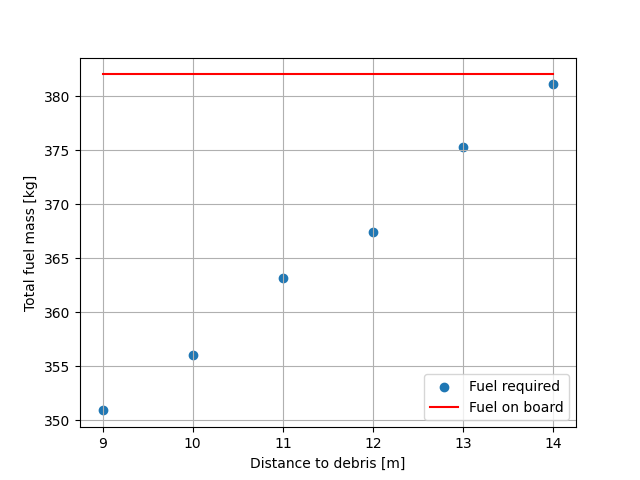 380
375
370
365
360
355
350
Total fuel mass [kg]
9 10 11 12 13 14
Distance to debris [m]
Fuel required
Fuel on board